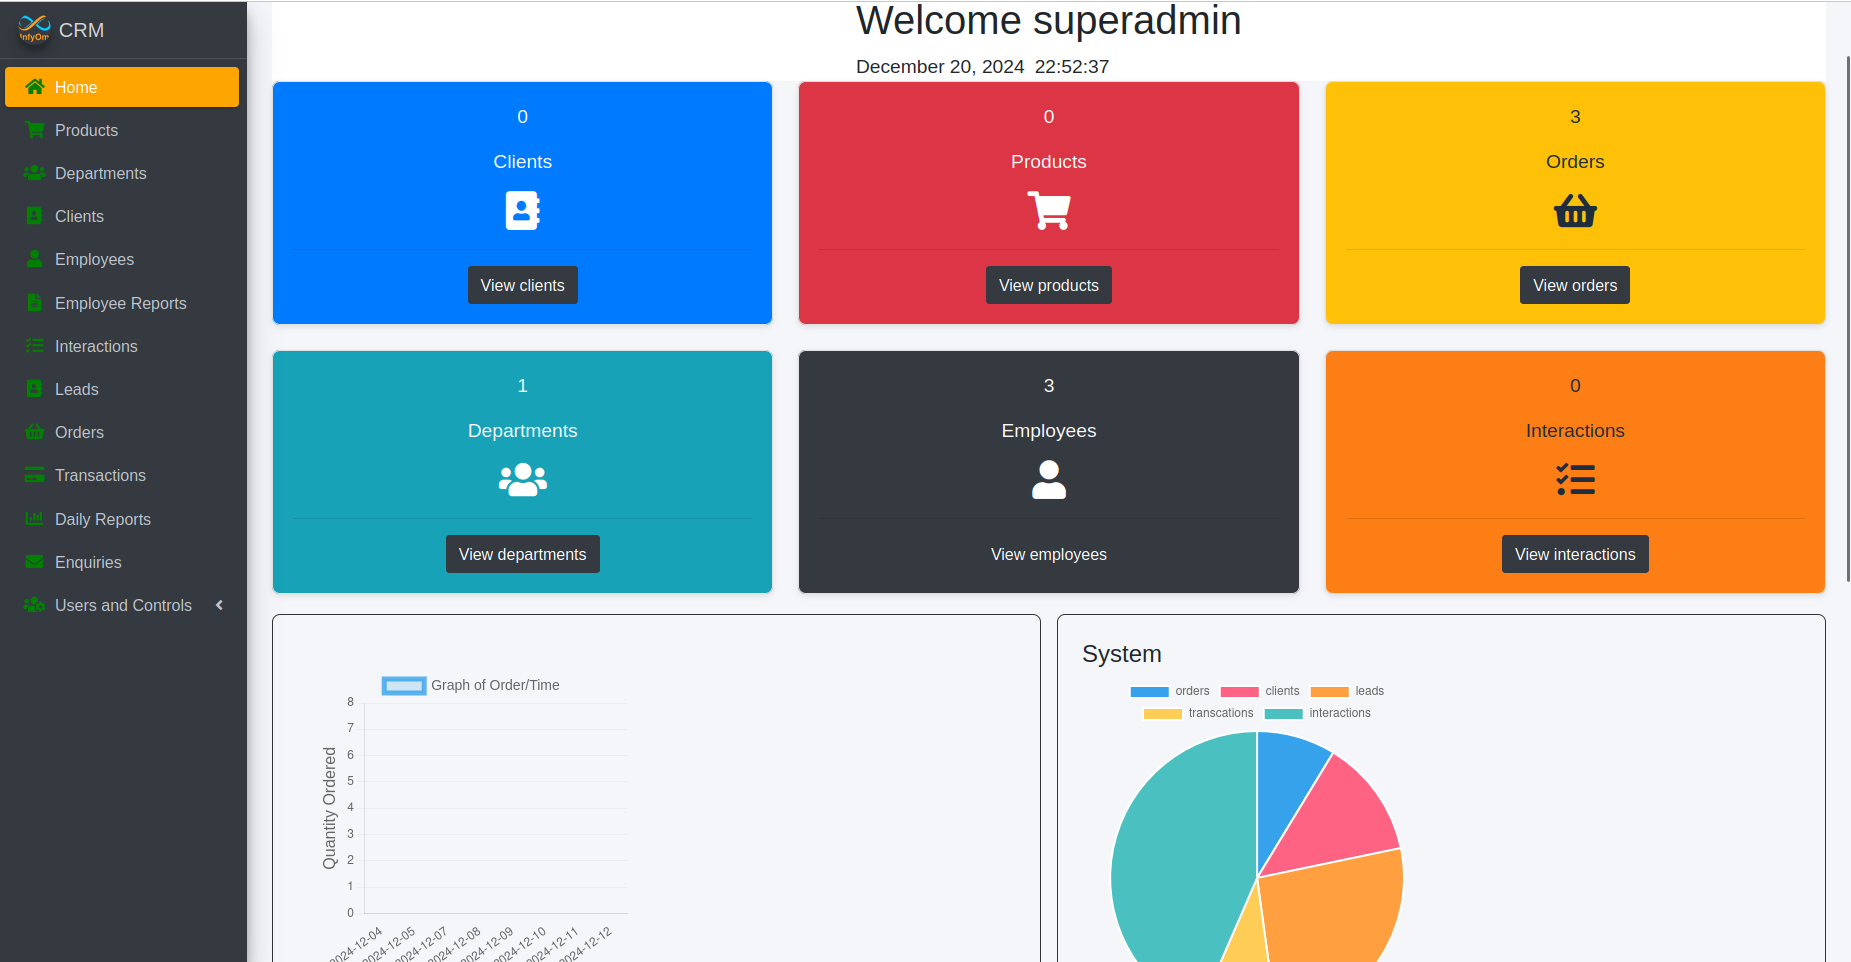 InfyOm
CRM
Home
Products
Departments
Clients
Employees
Employee Reports
Interactions
Leads
Orders
Transactions
Daily Reports
Enquiries
Users and Controls
Welcome superadmin
December 20, 2024 22:52:37
0
Clients
View clients
0
Products
View products
3
Orders
View orders
1
Departments
View departments
3
Employees
View employees
0
Interactions
View interactions
Graph of Order/Time
Quantity Ordered
8
7
6
5
4
3
2
1
0
2024-12-04
2024-12-05
2024-12-07
2024-12-08
2024-12-09
2024-12-10
2024-12-11
2024-12-12
System
orders clients leads
transcations interactions